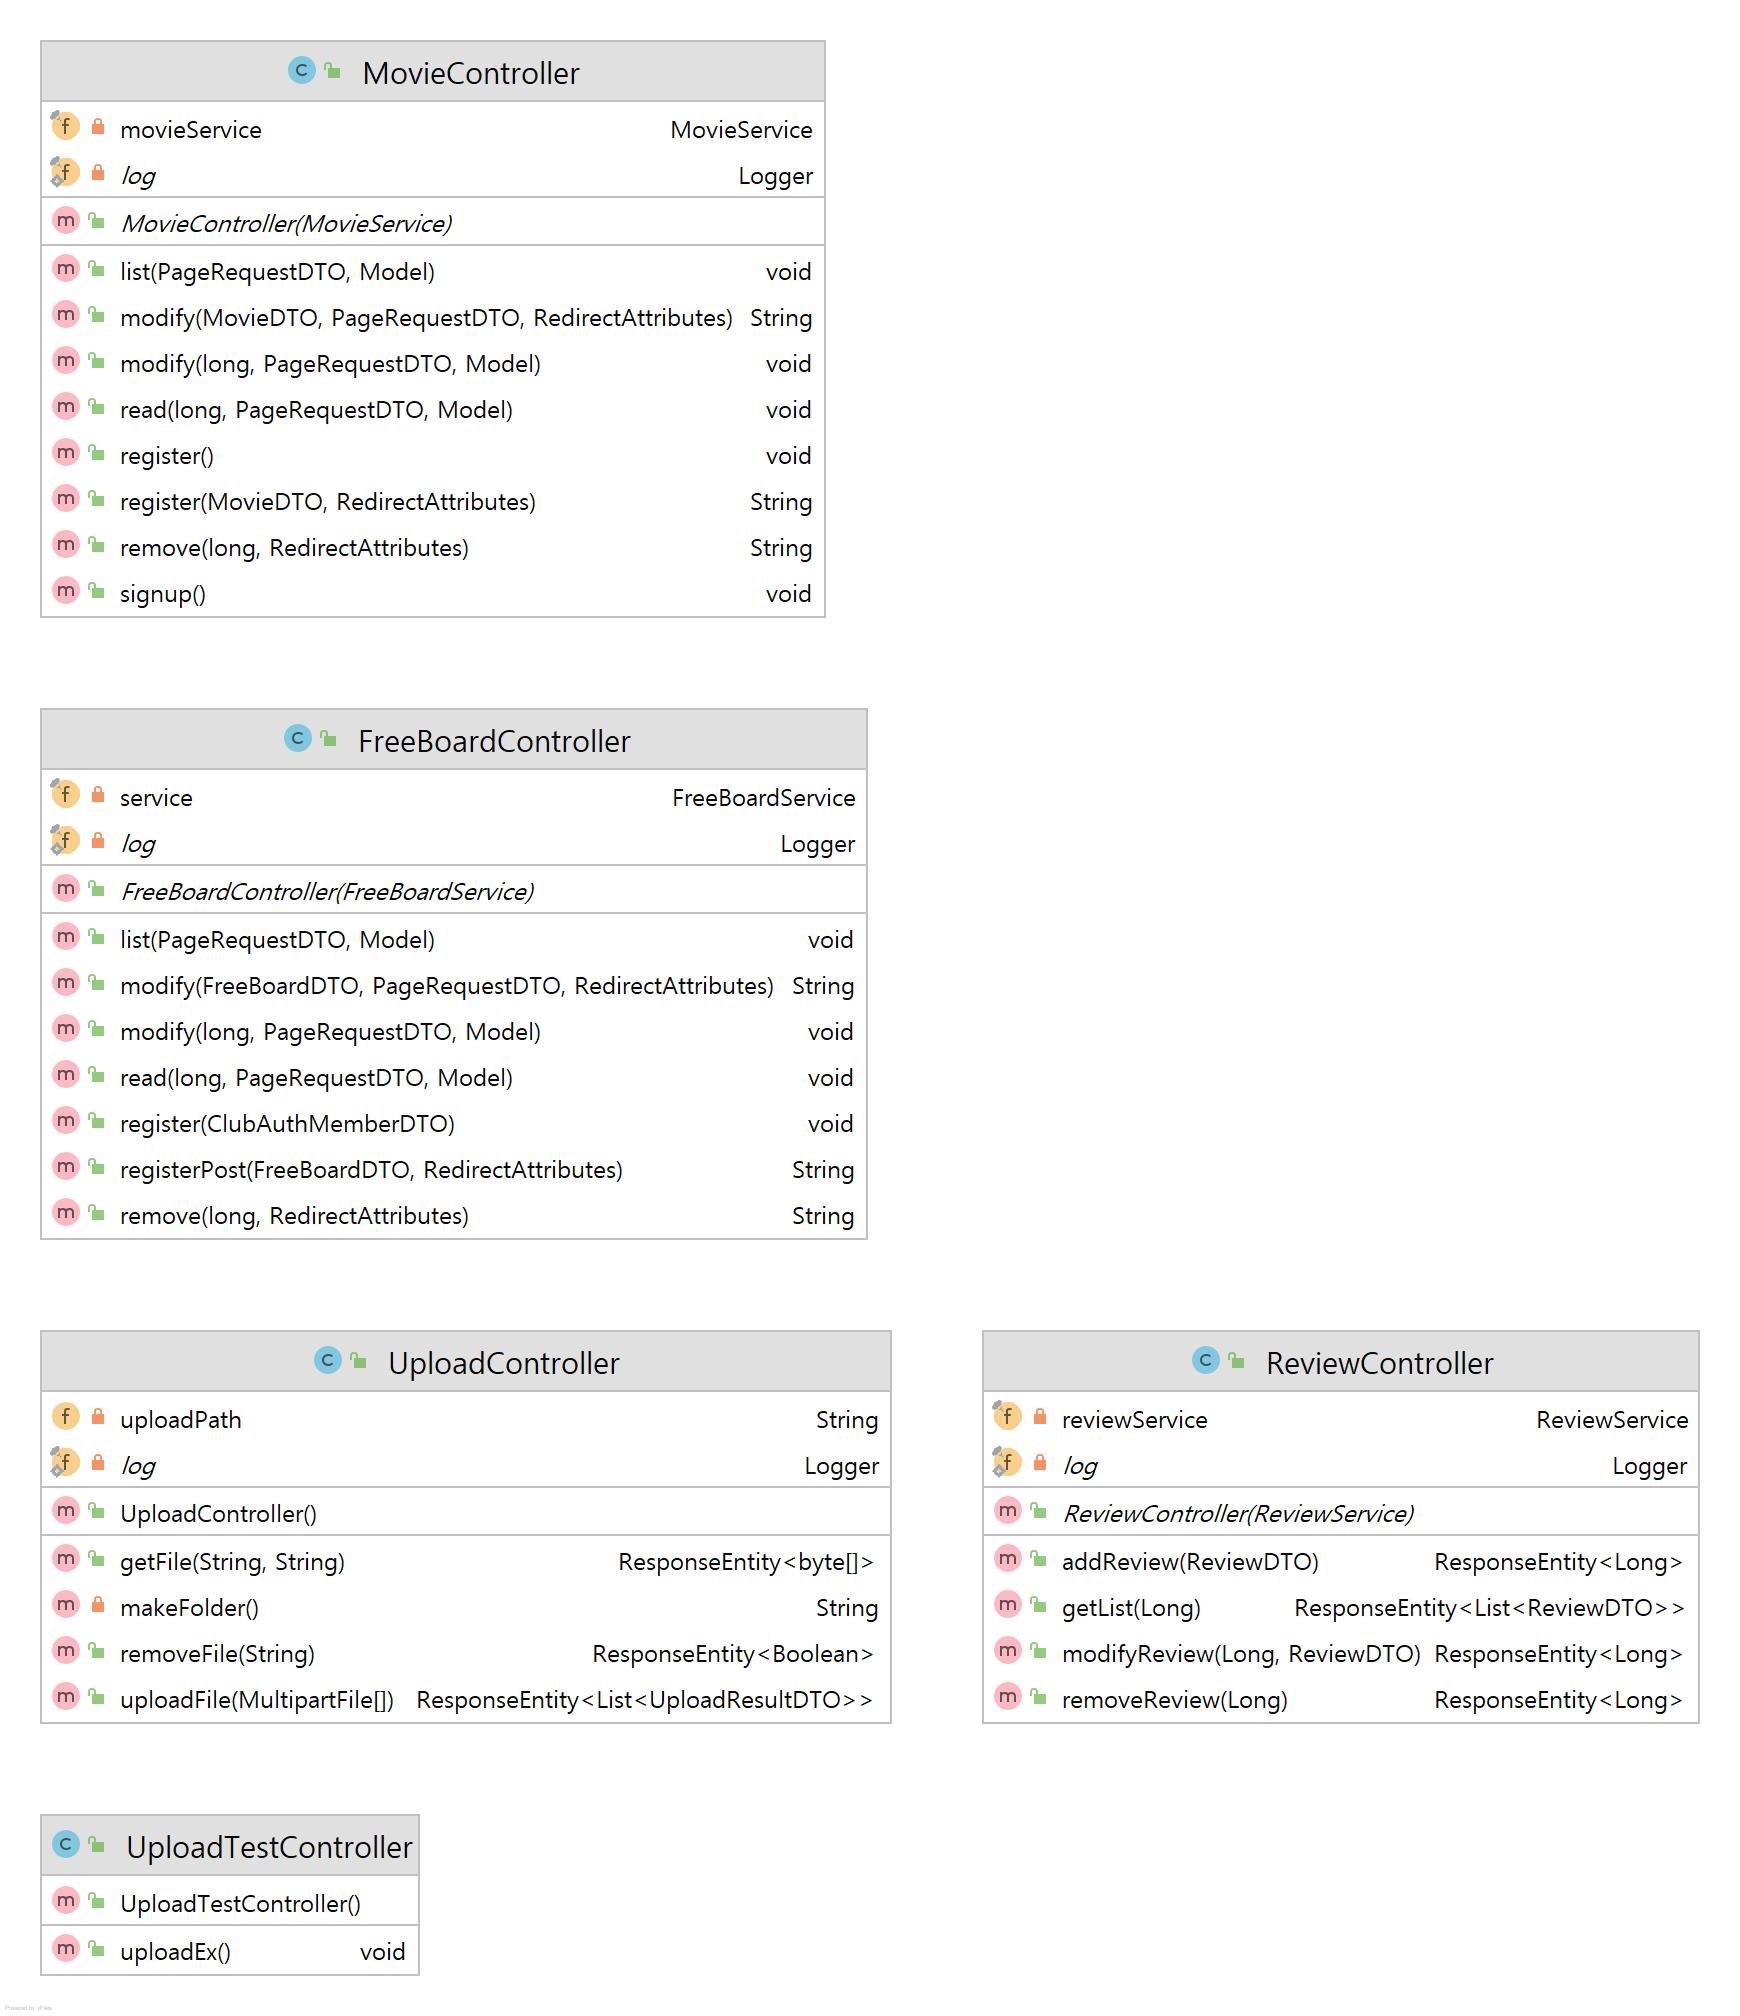 MovieController
movieService MovieService
log Logger
MovieController(MovieService)
list(PageRequestDTO, Model) void
modify(MovieDTO, PageRequestDTO, RedirectAttributes) String
modify(long, PageRequestDTO, Model) void
read(long, PageRequestDTO, Model) void
register() void
register(MovieDTO, RedirectAttributes) String
remove(long, RedirectAttributes) String
signup() void
FreeBoardController
service FreeBoardService
log Logger
FreeBoardController(FreeBoardService)
list(PageRequestDTO, Model) void
modify(FreeBoardDTO, PageRequestDTO, RedirectAttributes) String
modify(long, PageRequestDTO, Model) void
read(long, PageRequestDTO, Model) void
register(ClubAuthMemberDTO) void
registerPost(FreeBoardDTO, RedirectAttributes) String
remove(long, RedirectAttributes) String
UploadController
uploadPath String
log Logger
UploadController()
getFile(String, String) ResponseEntity<byte[]>
makeFolder() String
removeFile(String) ResponseEntity<Boolean>
uploadFile(MultipartFile[]) ResponseEntity<List<UploadResultDTO>>
ReviewController
reviewService ReviewService
log Logger
ReviewController(ReviewService)
addReview(ReviewDTO) ResponseEntity<Long>
getList(Long) ResponseEntity<List<ReviewDTO>>
modifyReview(Long, ReviewDTO) ResponseEntity<Long>
removeReview(Long) ResponseEntity<Long>
UploadTestController
UploadTestController()
uploadEx() void
Powered by yFiles